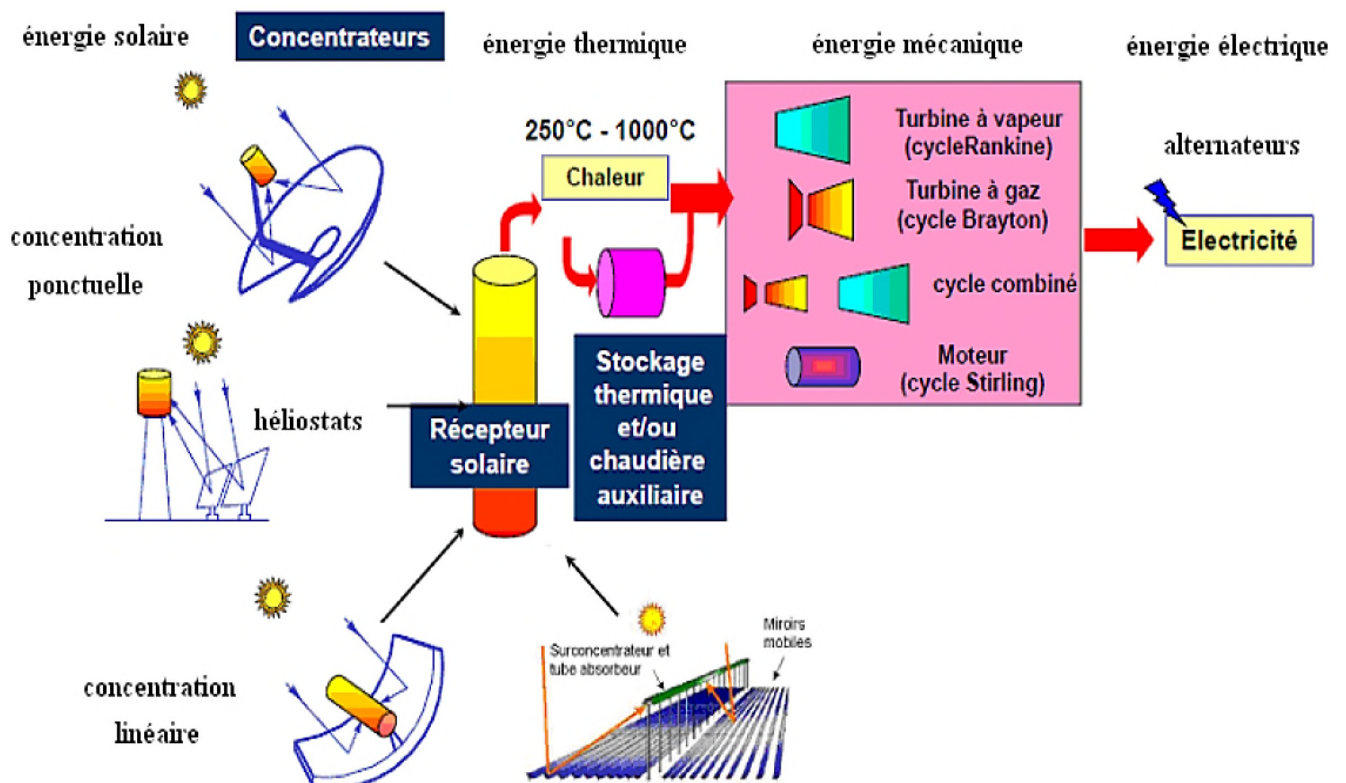 énergie solaire
Concentrateurs
énergie thermique
énergie mécanique
énergie électrique
250°C - 1000°C
Chaleur
Turbine à vapeur
(cycleRankine)
Turbine à gaz
(cycle Brayton)
cycle combiné
Moteur
(cycle Stirling)
alternateurs
Electricité
concentration
ponctuelle
héliostats
Récepteur
solaire
Stockage
thermique
et/ou
chaudière
auxiliaire
concentration
linéaire
Surconcentrateur et
tube absorbeur
Miroirs
mobiles